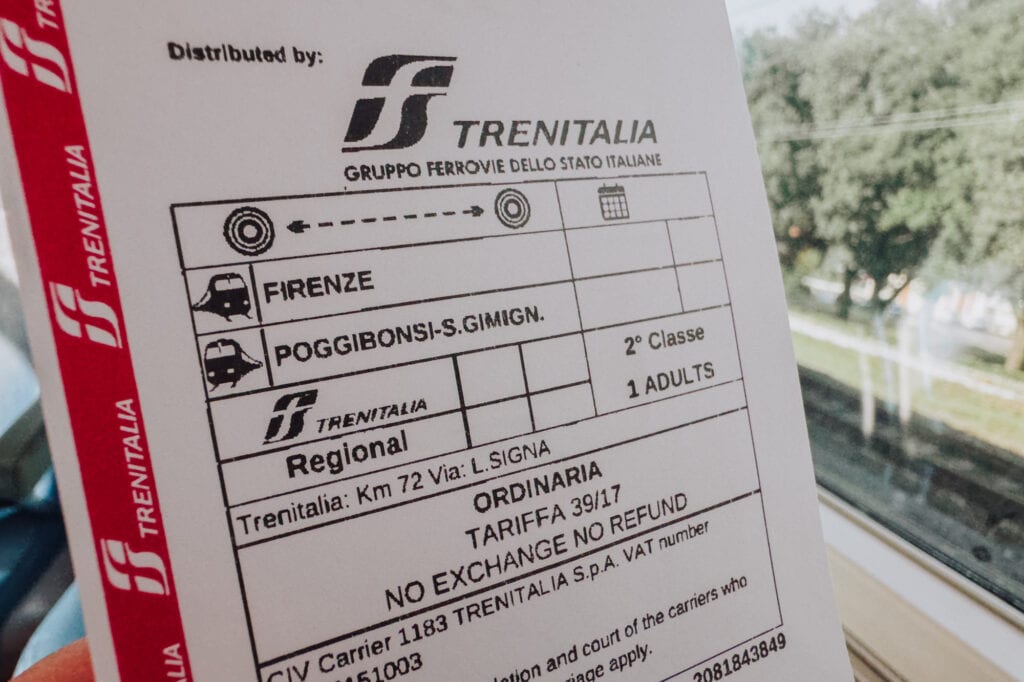 Distributed by:
TRENITALIA
GRUPPO FERROVIE DELLO STATO ITALIANE
FIRENZE
POGGIBONSI-S.GIMIGN.
2° Classe
1 ADULTS
TRENITALIA
Regional
Trenitalia: Km 72 Via: L.SIGNA
ORDINARIA
TARIFFA 39/17
NO EXCHANGE NO REFUND
CIV Carrier 1183 TRENITALIA S.p.A. VAT number
151003
and court of the carriers who
apply.
2081843849
TRENITALIA
TRENITALIA